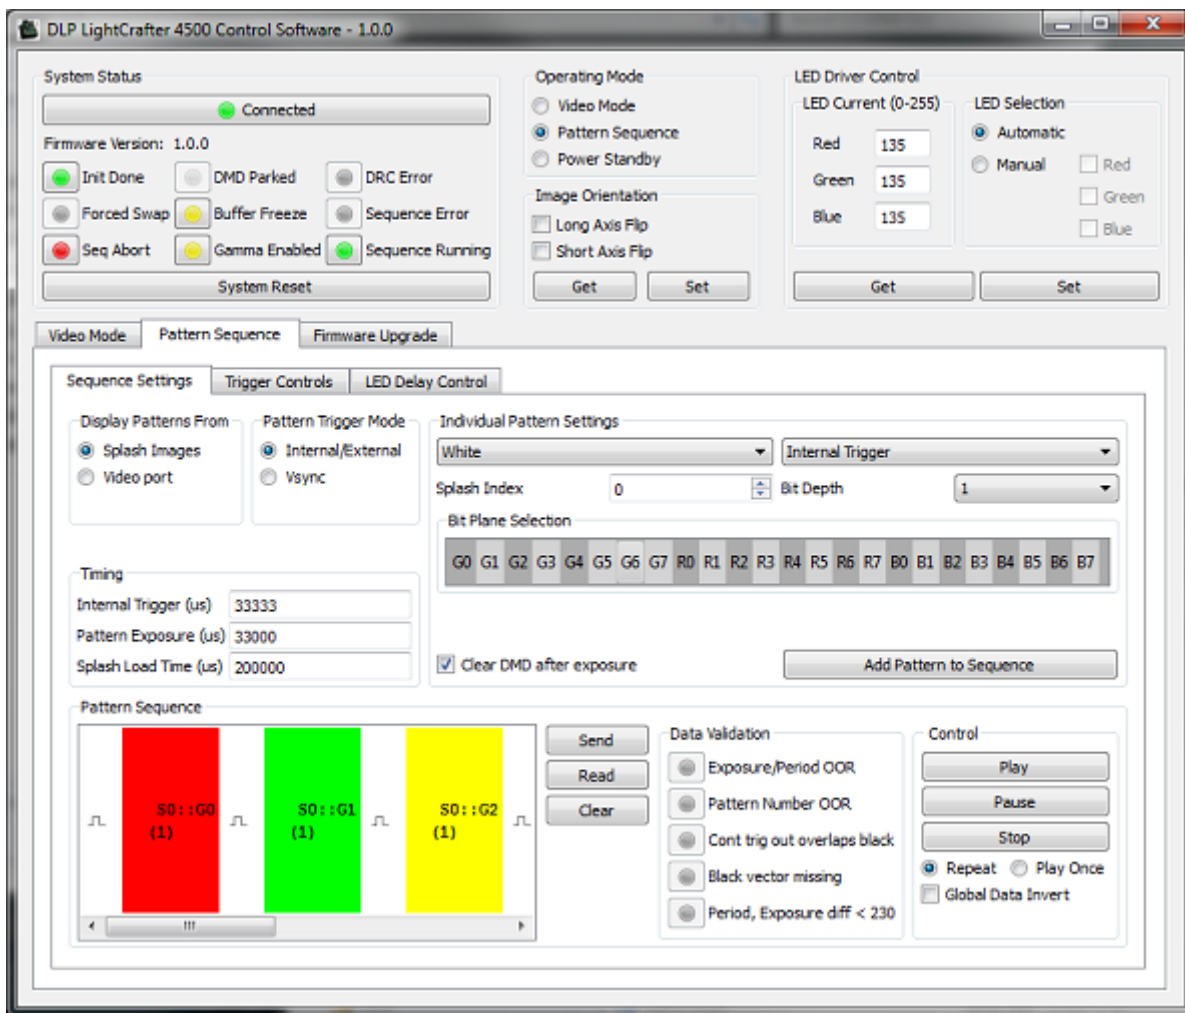 DLP LightCrafter 4500 Control Software - 1.0.0
System Status
Connected
Firmware Version: 1.0.0
Init Done
DMD Parked
DRC Error
Forced Swap
Buffer Freeze
Sequence Error
Seq Abort
Gamma Enabled
Sequence Running
System Reset
Operating Mode
Video Mode
Pattern Sequence
Power Standby
Image Orientation
Long Axis Flip
Short Axis Flip
Get
Set
LED Driver Control
LED Current (0-255)
Red 135
Green 135
Blue 135
LED Selection
Automatic
Manual
Red
Green
Blue
Get
Set
Video Mode
Pattern Sequence
Firmware Upgrade
Sequence Settings
Trigger Controls
LED Delay Control
Display Patterns From
Splash Images
Video port
Pattern Trigger Mode
Internal/External
Vsync
Timing
Internal Trigger (us) 33333
Pattern Exposure (us) 33000
Splash Load Time (us) 200000
Individual Pattern Settings
White
Internal Trigger
Splash Index 0
Bit Depth 1
Bit Plane Selection
G0 G1 G2 G3 G4 G5 G6 G7 R0 R1 R2 R3 R4 R5 R6 R7 B0 B1 B2 B3 B4 B5 B6 B7
Clear DMD after exposure
Add Pattern to Sequence
Pattern Sequence
S0::G0
(1)
S0::G1
(1)
S0::G2
(1)
Send
Read
Clear
Data Validation
Exposure/Period OOR
Pattern Number OOR
Cont trig out overlaps black
Black vector missing
Period, Exposure diff < 230
Control
Play
Pause
Stop
Repeat
Play Once
Global Data Invert